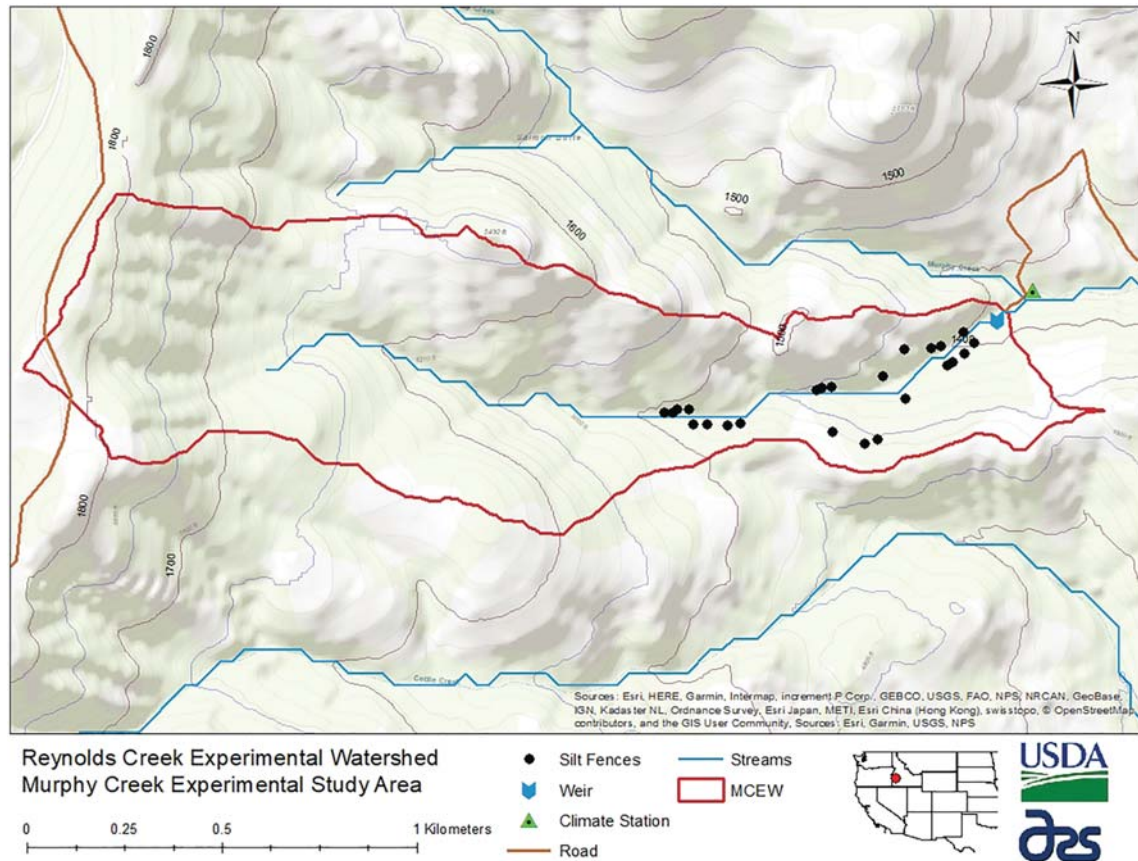 1800
N
1800
1500
1500
1600
Murphy Creek
1500
1400
1800
1700
Sources: Esri, HERE, Garmin, Intermap, increment P Corp., GEBCO, USGS, FAO, NPS, NRCAN, GeoBase,
IGN, Kadaster NL, Ordnance Survey, Esri Japan, METI, Esri China (Hong Kong), swisstopo, © OpenStreetMap
contributors, and the GIS User Community, Sources: Esri, Garmin, USGS, NPS
Reynolds Creek Experimental Watershed
Murphy Creek Experimental Study Area
0 0.25 0.5 1 Kilometers
Silt Fences
Weir
Climate Station
Road
Streams
MCEW
USDA
ars